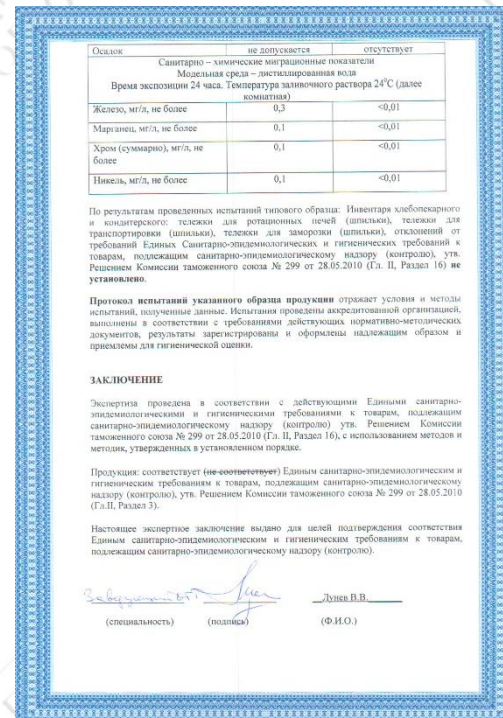 Осадок не допускается отсутствует
Санитарно – химические миграционные показатели
Модельная среда – дистиллированная вода
Время экспозиции 24 часа. Температура заливочного раствора 24⁰С (далее комнатная)
Железо, мг/л, не более 0,3 <0,01
Марганец, мг/л, не более 0,1 <0,01
Хром (суммарно), мг/л, не более 0,1 <0,01
Никель, мг/л, не более 0,1 <0,01
По результатам проведенных испытаний типового образца: Инвентаря хлебопекарного
и кондитерского: тележки для ротационных печей (шпильки), тележки для
транспортировки (шпильки), тележки для заморозки (шпильки), отклонений от
требований Единых Санитарно-эпидемиологических и гигиенических требований к
товарам, подлежащим санитарно-эпидемиологическому надзору (контролю), утв.
Решением Комиссии таможенного союза № 299 от 28.05.2010 (Гл. II, Раздел 16) не
установлено.
Протокол испытаний указанного образца продукции отражает условия и методы
испытаний, полученные данные. Испытания проведены аккредитованной организацией,
выполнены в соответствии с требованиями действующих нормативно-методических
документов, результаты зарегистрированы и оформлены надлежащим образом и
приемлемы для гигиенической оценки.
ЗАКЛЮЧЕНИЕ
Экспертиза проведена в соответствии с действующими Едиными санитарно-
эпидемиологическими и гигиеническими требованиями к товарам, подлежащим
санитарно-эпидемиологическому надзору (контролю) утв. Решением Комиссии
таможенного союза № 299 от 28.05.2010 (Гл. II, Раздел 16), с использованием методов и
методик, утвержденных в установленном порядке.
Продукция: соответствует (не соответствует) Единым санитарно-эпидемиологическим и
гигиеническим требованиям к товарам, подлежащим санитарно-эпидемиологическому
надзору (контролю), утв. Решением Комиссии таможенного союза № 299 от 28.05.2010
(Гл.II, Раздел 3).
Настоящее экспертное заключение выдано для целей подтверждения соответствия
Единым санитарно-эпидемиологическим и гигиеническим требованиям к товарам,
подлежащим санитарно-эпидемиологическому надзору (контролю).
Заведующий Лунев В.В.
(специальность) (подпись) (Ф.И.О.)